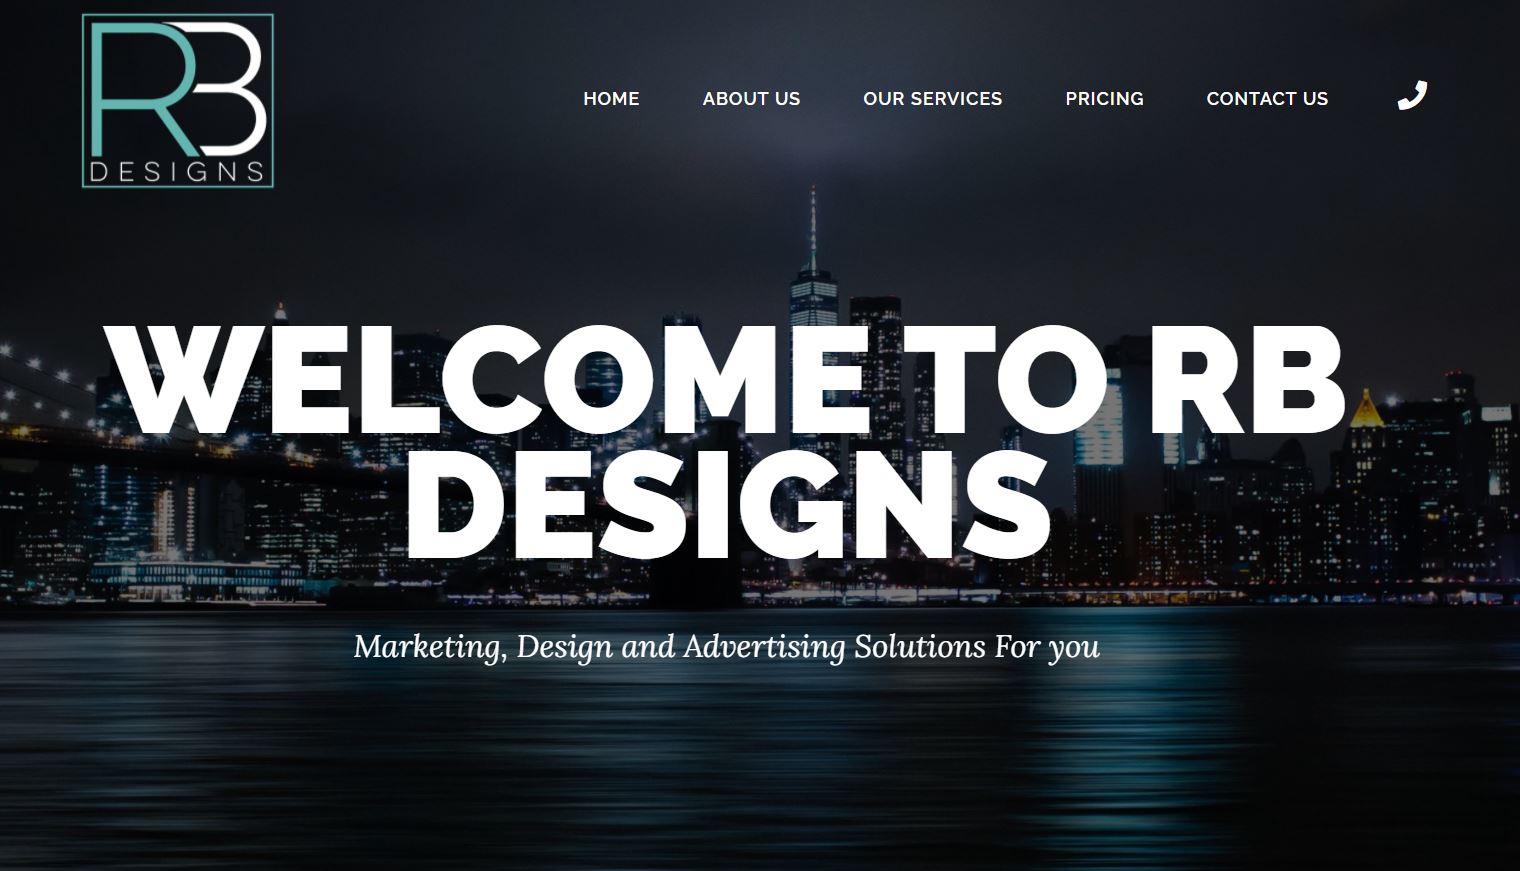 RB
DESIGNS
HOME ABOUT US OUR SERVICES PRICING CONTACT US
WELCOME TO RB
DESIGNS
Marketing, Design and Advertising Solutions For you